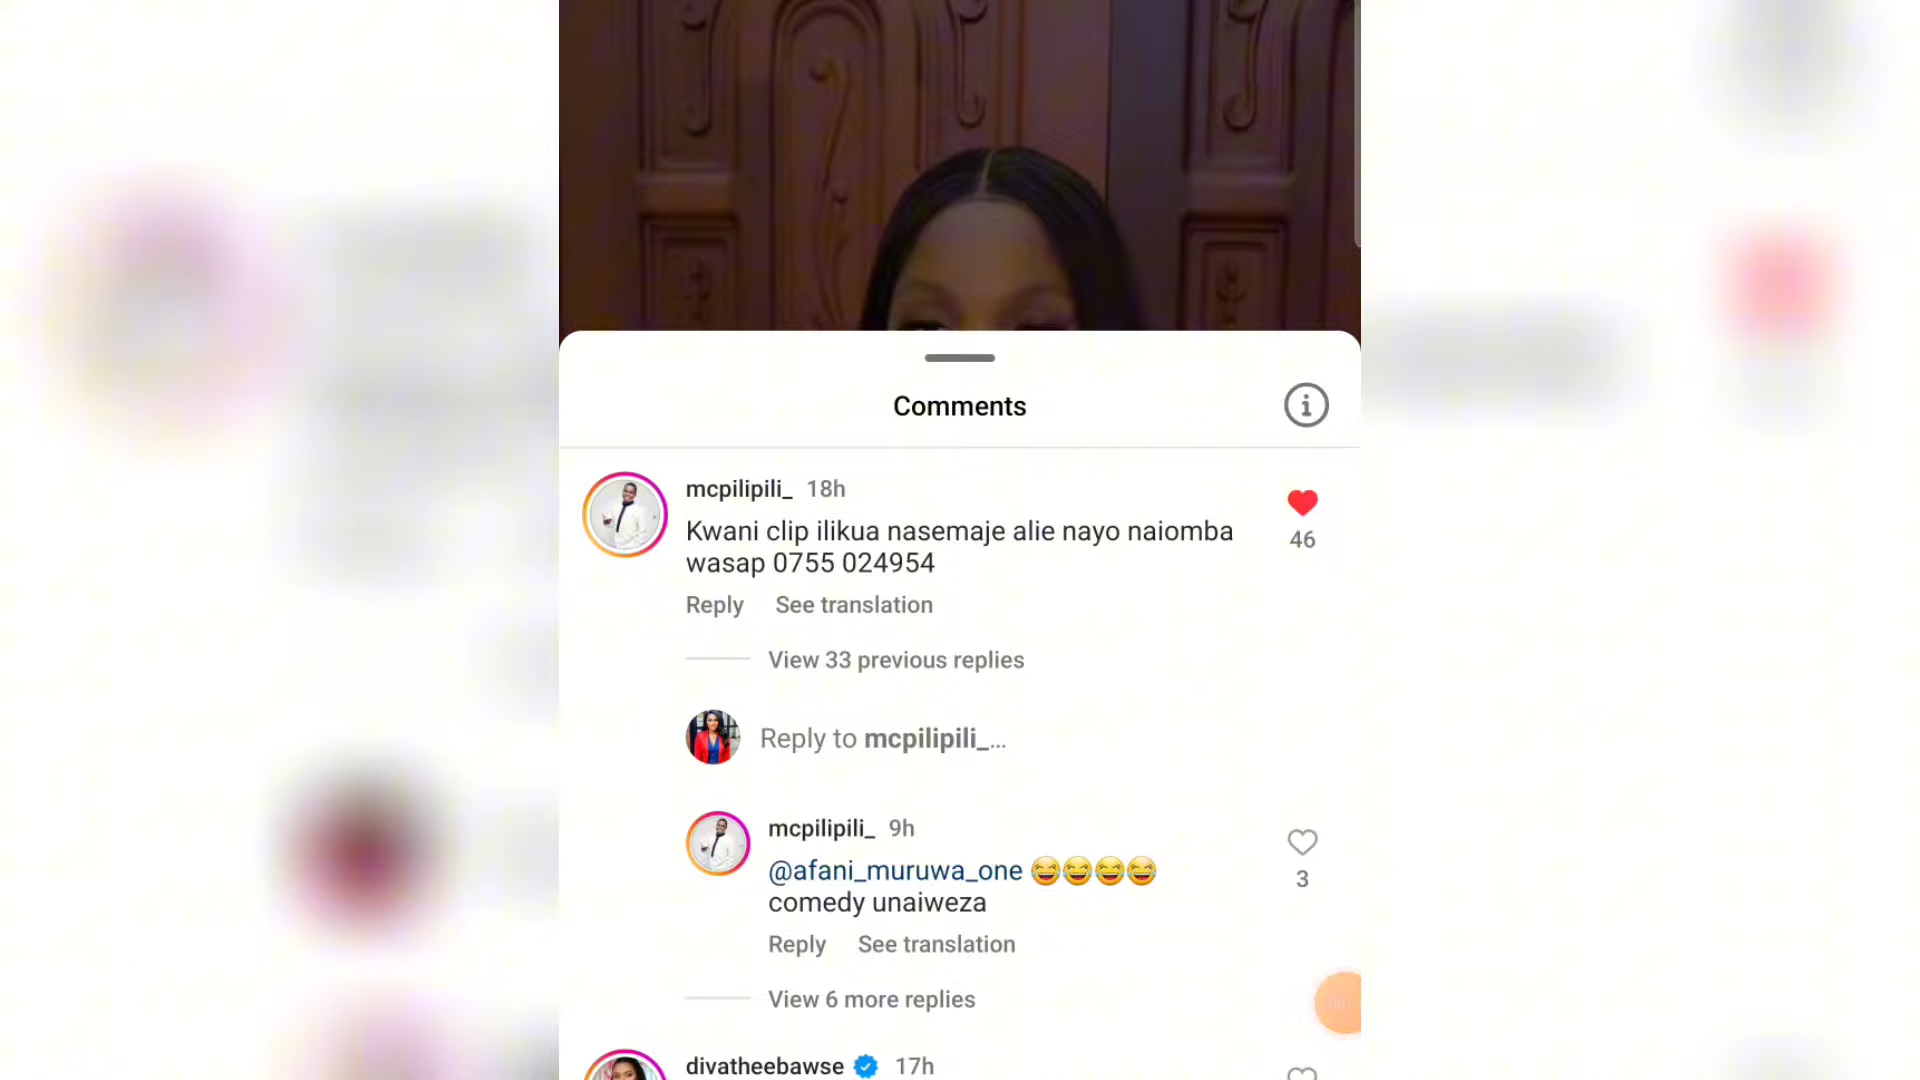 Comments
mcpilipili_ 18h
46
Kwani clip ilikua nasemaje alie nayo naiomba
wasap 0755 024954
Reply See translation
View 33 previous replies
Reply to mcpilipili_...
mcpilipili_ 9h
@afani_muruwa_one 😂😂😂😂
3
comedy unaiweza
Reply See translation
View 6 more replies
divatheebawse 17h